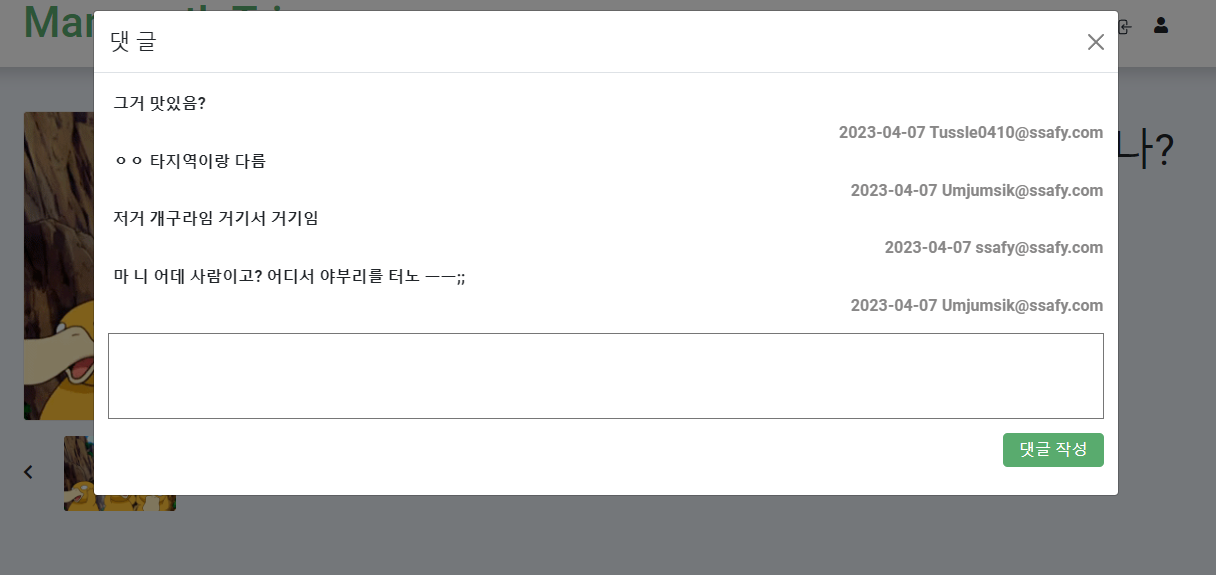 댓 글
나?
그거 맛있음?
2023-04-07 Tussle0410@ssafy.com
ㅇㅇ 타지역이랑 다름
2023-04-07 Umjumsik@ssafy.com
저거 개구라임 거기서 거기임
2023-04-07 ssafy@ssafy.com
마 니 어데 사람이고? 어디서 야부리를 터노 ㅡㅡ;;
2023-04-07 Umjumsik@ssafy.com
댓글 작성